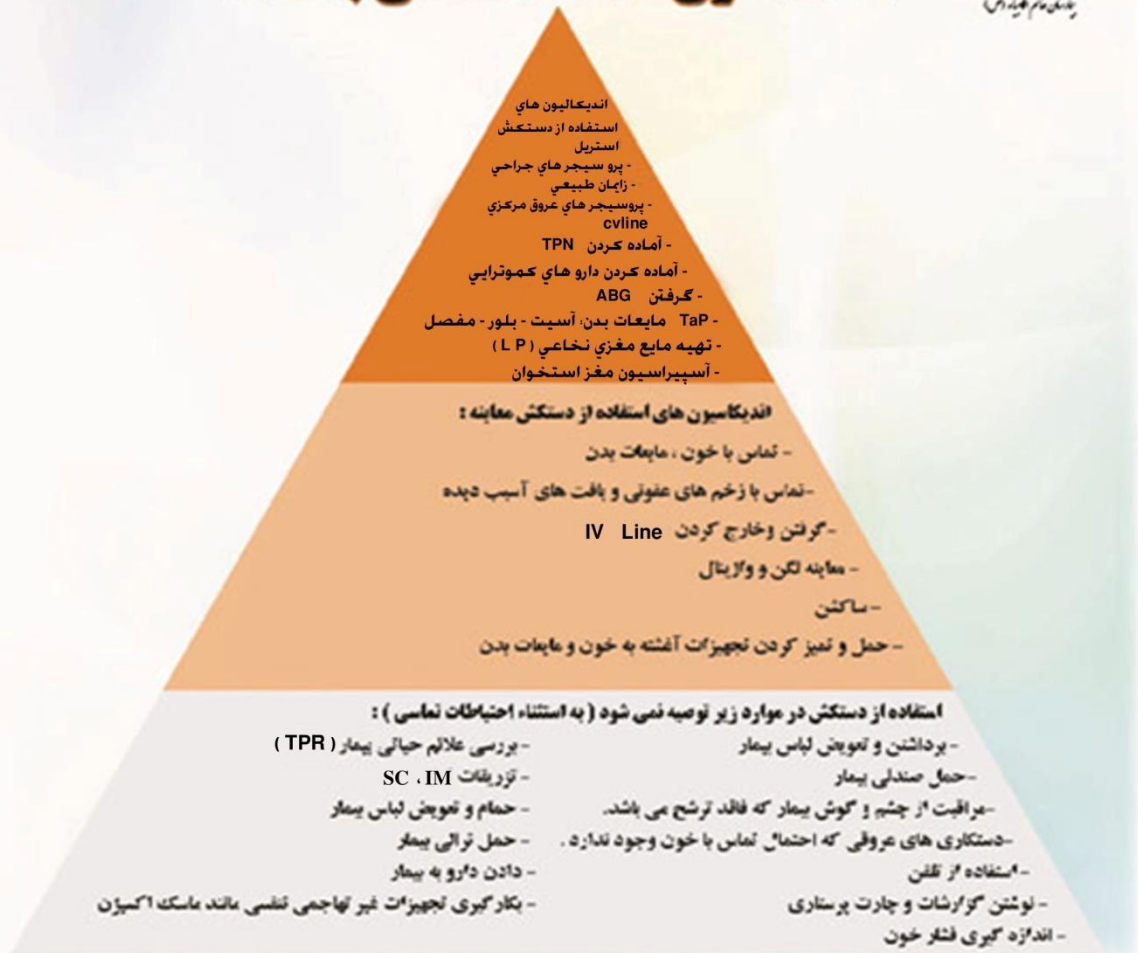 اندیکالیون هاي
استفاده از دستکش
استریل
- پرو سیجر هاي جراحي
- زایمان طبیعي
- پروسیجر هاي عروق مرکزي
cvline
- آماده کردن TPN
- آماده کردن دارو هاي کموتراپي
- گرفتن ABG
- TaP مایعات بدن، آسیت - بلور - مفصل
- تهیه مایع مغزي نخاعي ( L P )
- آسپیراسیون مغز استخوان
اندیکاسیون های استفاده از دستکش معاینه :
- تماس با خون ، مایعات بدن
-تماس با زخم های عفونی و بافت های آسیب دیده
-گرفتن وخارج کردن IV Line
- معاینه لگن و واژینال
-ساکشن
- حمل و تمیز کردن تجهیزات آغشته به خون و مایعات بدن
استفاده از دستکش در موارد زیر توصیه نمی شود ( به استثناء احتیاطات تماسی ) :
- برداشتن و تعویض لباس بیمار
-حمل صندلی بیمار
-مراقبت از چشم و گوش بیمار که فاقد ترشح می باشد.
-دستکاری های عروقی که احتمال تماس با خون وجود ندارد .
-استفاده از تلفن
- نوشتن گزارشات و چارت پرستاری
- اندازه گیری فشار خون
- بررسی علائم حیاتی بیمار ( TPR )
- تزریقات SC ، IM
- حمام و تعویض لباس بیمار
- حمل ترالی بیمار
- دادن دارو به بیمار
- بکارگیری تجهیزات غیر تهاجمی تنفسی مانند ماسک اکسیژن